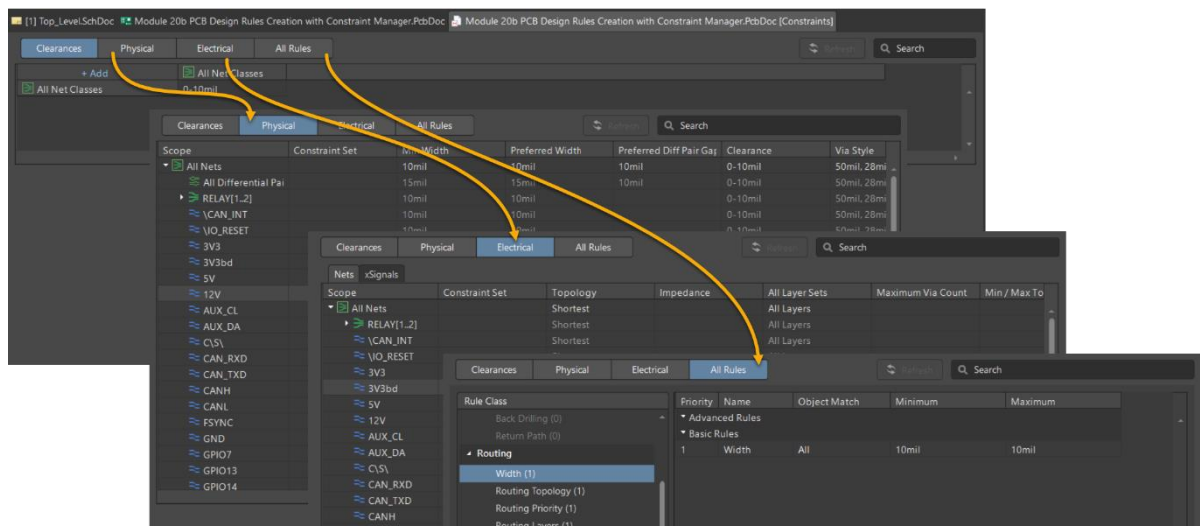 [1] Top_Level.SchDoc Module 20b PCB Design Rules Creation with Constraint Manager.PcbDoc Module 20b PCB Design Rules Creation with Constraint Manager.PcbDoc [Constraints]
Clearances Physical Electrical All Rules Refresh Search
+ Add All Net Classes
All Net Classes 0-10mil
Clearances Physical Electrical All Rules Refresh Search
Scope Constraint Set Min Width Preferred Width Preferred Diff Pair Gap Clearance Via Style
All Nets 10mil 10mil 10mil 0-10mil 50mil, 28mi
All Differential Pai 15mil 15mil 10mil 0-10mil 50mil, 28mi
RELAY[1..2] 10mil 10mil 0-10mil 50mil, 28mi
\CAN_INT 10mil 10mil 0-10mil 50mil, 28mi
\IO_RESET 10mil 10mil 0-10mil 50mil, 28mi
3V3
3V3bd
5V
12V
AUX_CL
AUX_DA
C\S\
CAN_RXD
CAN_TXD
CANH
CANL
FSYNC
GND
GPIO7
GPIO13
GPIO14
Clearances Physical Electrical All Rules Refresh Search
Nets xSignals
Scope Constraint Set Topology Impedance All Layer Sets Maximum Via Count Min / Max To
All Nets Shortest All Layers
RELAY[1..2] Shortest All Layers
\CAN_INT Shortest All Layers
\IO_RESET
3V3
3V3bd
5V
12V
AUX_CL
AUX_DA
C\S\
CAN_RXD
CAN_TXD
CANH
Clearances Physical Electrical All Rules Refresh Search
Rule Class Priority Name Object Match Minimum Maximum
Back Drilling (0) Advanced Rules
Return Path (0) Basic Rules
Routing 1 Width All 10mil 10mil
Width (1)
Routing Topology (1)
Routing Priority (1)
Routing Layers (1)